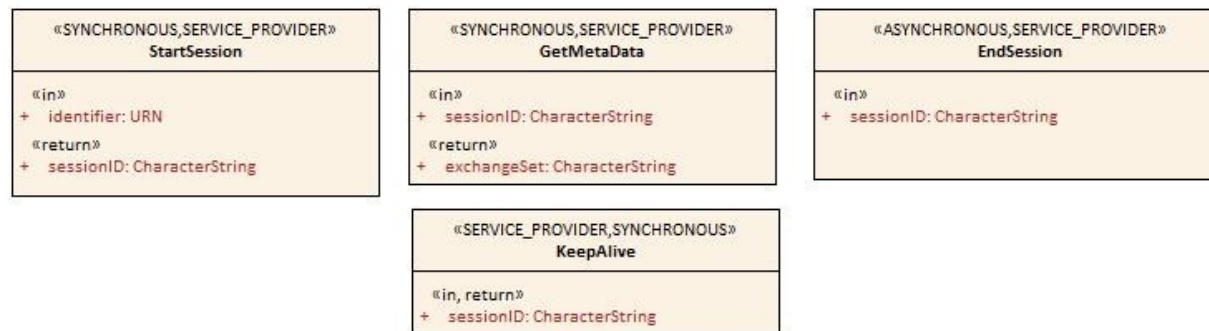 «SYNCHRONOUS,SERVICE_PROVIDER»
StartSession
«in»
+ identifier: URN
«return»
+ sessionID: CharacterString
«SYNCHRONOUS,SERVICE_PROVIDER»
GetMetaData
«in»
+ sessionID: CharacterString
«return»
+ exchangeSet: CharacterString
«ASYNCHRONOUS,SERVICE_PROVIDER»
EndSession
«in»
+ sessionID: CharacterString
«SERVICE_PROVIDER,SYNCHRONOUS»
KeepAlive
«in, return»
+ sessionID: CharacterString